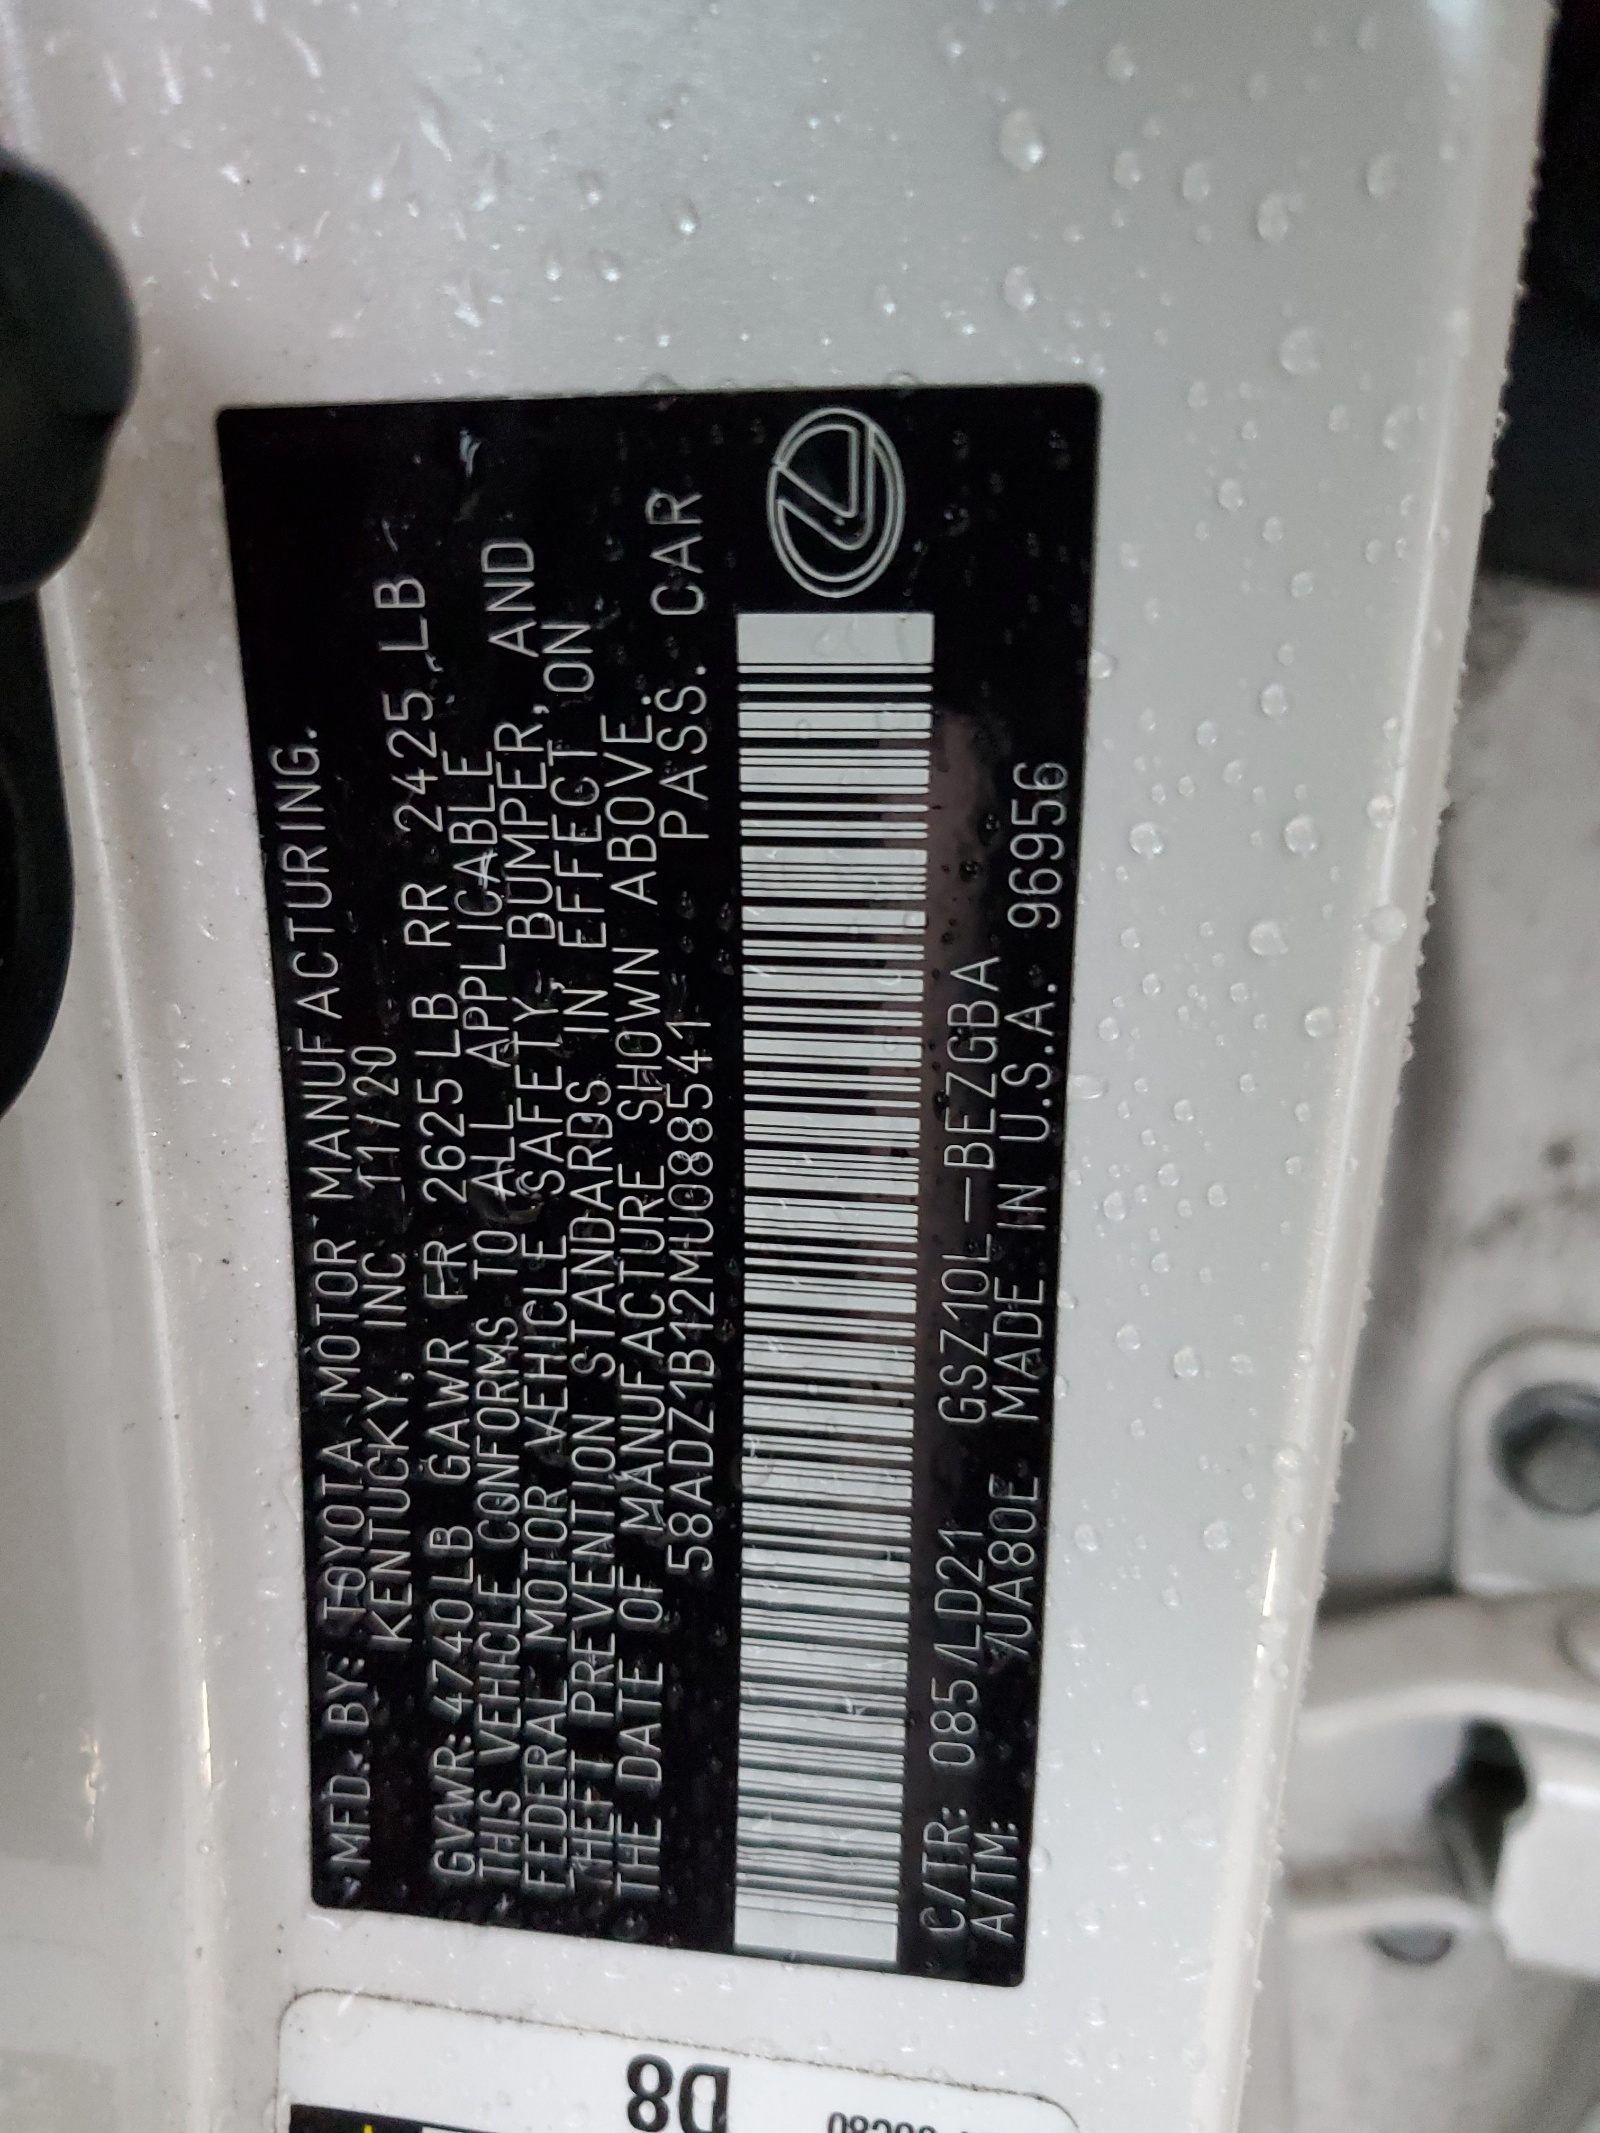 MFD. BY: TOYOTA MOTOR MANUFACTURING.
KENTUCKY, INC 11/20
GVWR: 4740LB GAWR FR 2625 LB RR 2425 LB
THIS VEHICLE CONFORMS TO ALL APPLICABLE
FEDERAL MOTOR VEHICLE SAFETY, BUMPER, AND
THEFT PREVENTION STANDARDS IN EFFECT ON
THE DATE OF MANUFACTURE SHOWN ABOVE.
58ADZ1B12MU088541 PASS. CAR
C/TR: 085/LD21 GSZ10L-BEZGBA
A/TM: /UA80E MADE IN U.S.A. 96956
D8